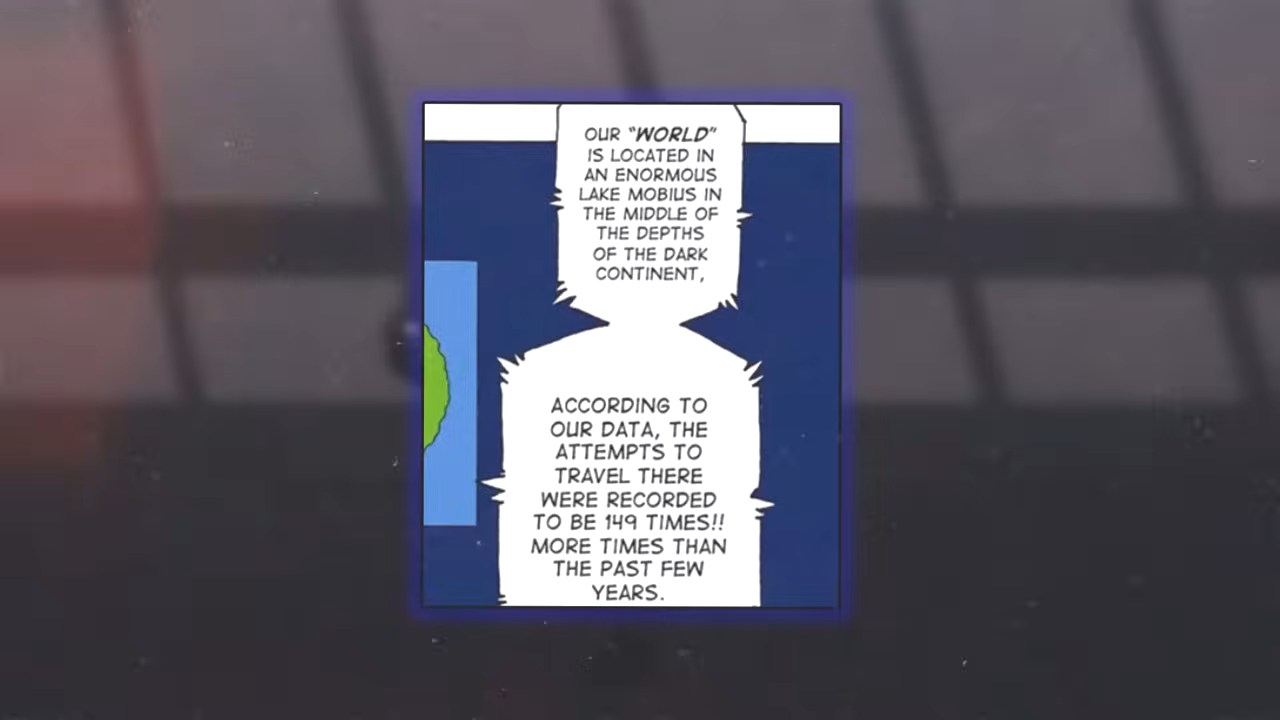 OUR "WORLD"
IS LOCATED IN
AN ENORMOUS
LAKE MOBIUS IN
THE MIDDLE OF
THE DEPTHS
OF THE DARK
CONTINENT,
ACCORDING TO
OUR DATA, THE
ATTEMPTS TO
TRAVEL THERE
WERE RECORDED
TO BE 149 TIMES!!
MORE TIMES THAN
THE PAST FEW
YEARS.